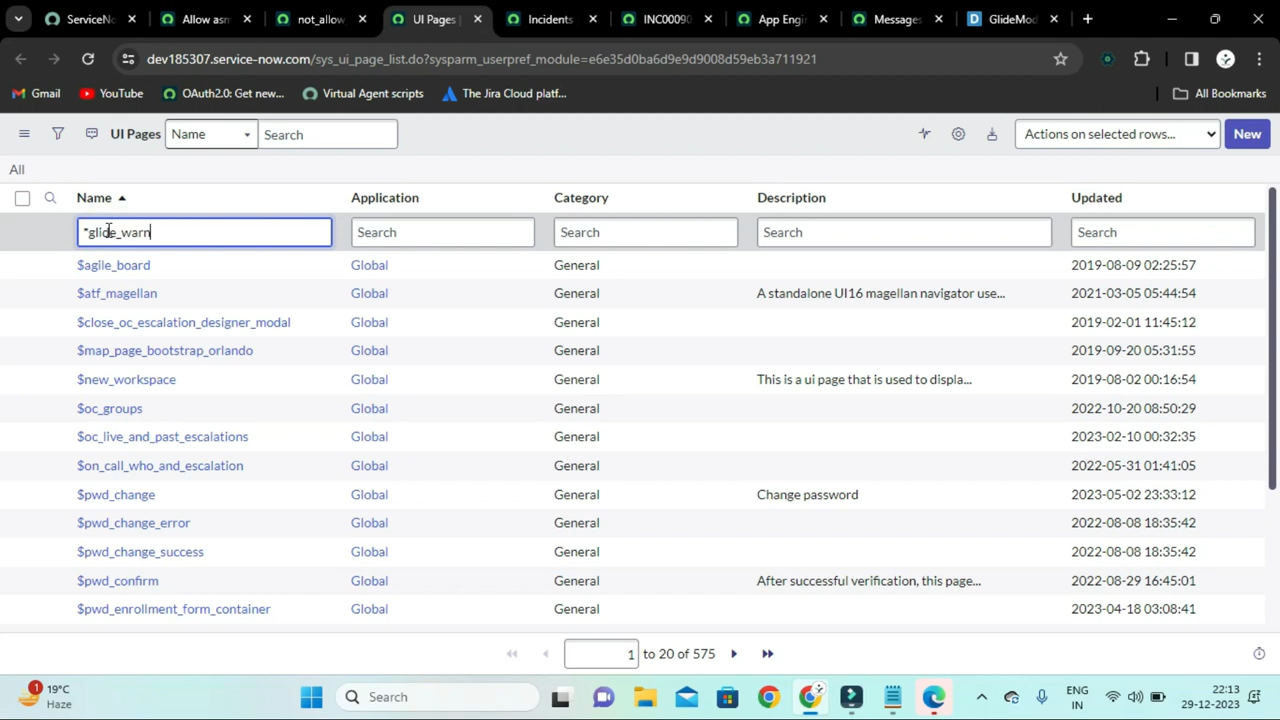 ServiceNo
Allow asn
not_allow
UI Pages
Incidents
INC00090
App Engin
Messages
GlideMod
dev185307.service-now.com/sys_ui_page_list.do?sysparm_userpref_module=e6e35d0ba6d9e9d9008d59eb3a711921
Gmail
YouTube
OAuth2.0: Get new...
Virtual Agent scripts
The Jira Cloud platf...
All Bookmarks
UI Pages
Name
Search
Actions on selected rows...
New
All
Name Application Category Description Updated
*glide_warn Search Search Search Search
$agile_board Global General 2019-08-09 02:25:57
$atf_magellan Global General A standalone UI16 magellan navigator use... 2021-03-05 05:44:54
$close_oc_escalation_designer_modal Global General 2019-02-01 11:45:12
$map_page_bootstrap_orlando Global General 2019-09-20 05:31:55
$new_workspace Global General This is a ui page that is used to displa... 2019-08-02 00:16:54
$oc_groups Global General 2022-10-20 08:50:29
$oc_live_and_past_escalations Global General 2023-02-10 00:32:35
$on_call_who_and_escalation Global General 2022-05-31 01:41:05
$pwd_change Global General Change password 2023-05-02 23:33:12
$pwd_change_error Global General 2022-08-08 18:35:42
$pwd_change_success Global General 2022-08-08 18:35:42
$pwd_confirm Global General After successful verification, this page... 2022-08-29 16:45:01
$pwd_enrollment_form_container Global General 2023-04-18 03:08:41
1 to 20 of 575
1
19°C
Haze
Search
ENG
IN
22:13
29-12-2023